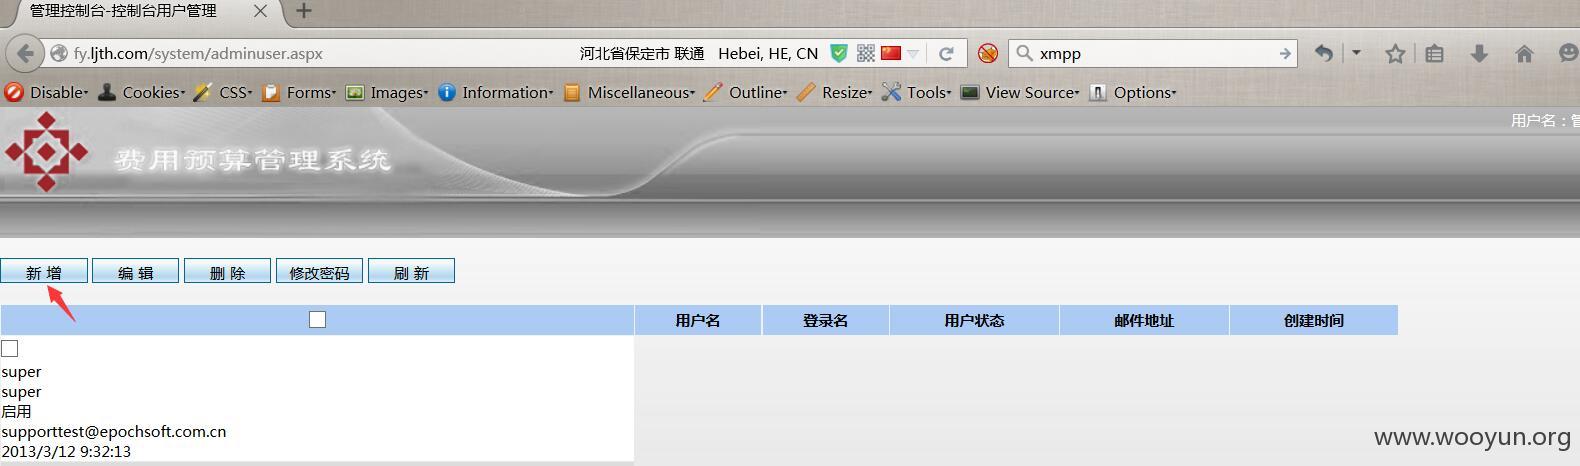 管理控制台-控制台用户管理
fy.ljth.com/system/adminuser.aspx 河北省保定市 联通 Hebei, HE, CN xmpp
Disable Cookies CSS Forms Images Information Miscellaneous Outline Resize Tools View Source Options
用户名：管
费用预算管理系统
新 增 编 辑 删 除 修改密码 刷 新
用户名 登录名 用户状态 邮件地址 创建时间
super
super
启用
supporttest@epochsoft.com.cn
2013/3/12 9:32:13
www.wooyun.org